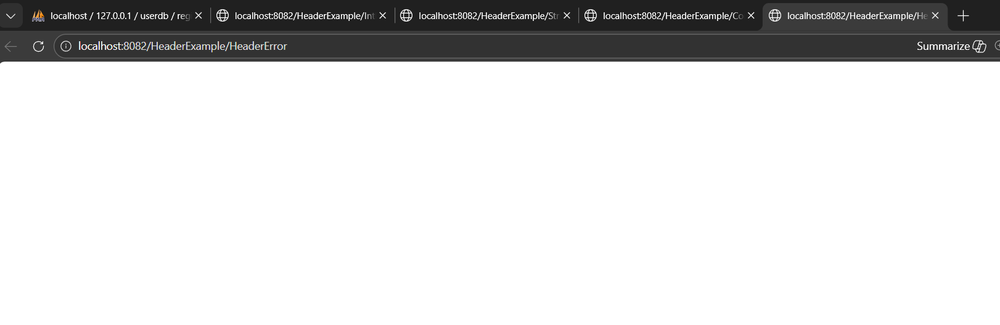 localhost / 127.0.0.1 / userdb / reg
localhost:8082/HeaderExample/Int
localhost:8082/HeaderExample/Str
localhost:8082/HeaderExample/Co
localhost:8082/HeaderExample/He
localhost:8082/HeaderExample/HeaderError
Summarize